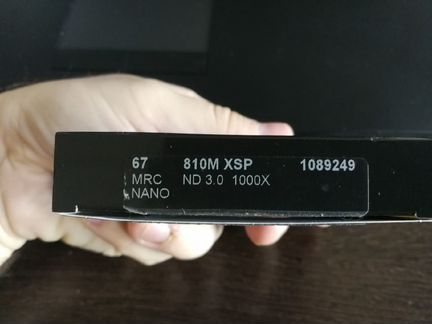 67 810M XSP 1089249
MRC ND 3.0 1000X
NANO